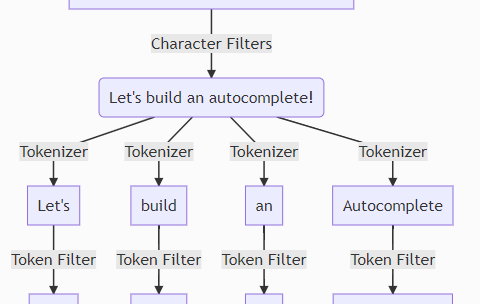 Character Filters
Let's build an autocomplete!
Tokenizer Tokenizer Tokenizer Tokenizer
Let's build an Autocomplete
Token Filter Token Filter Token Filter Token Filter